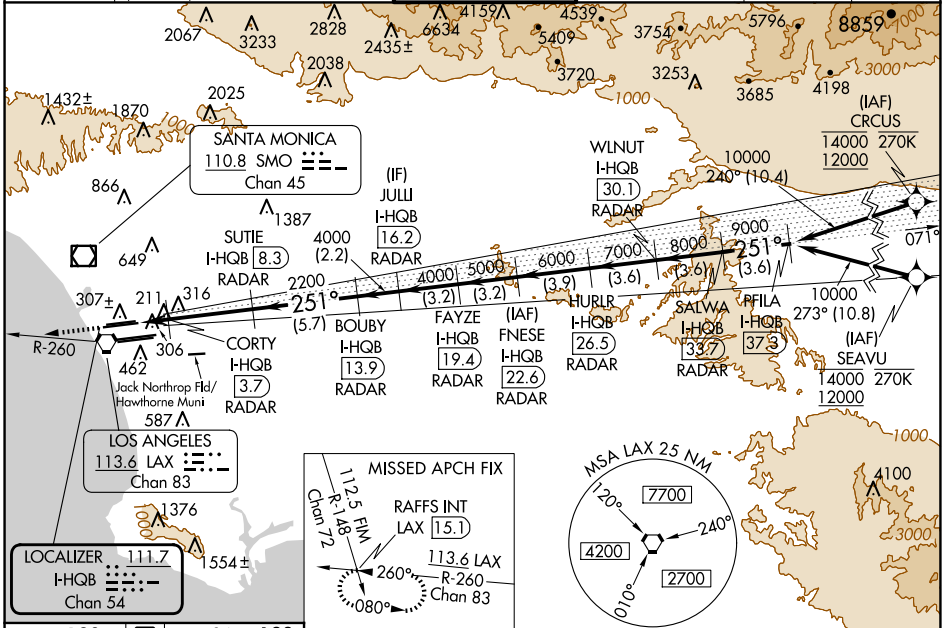 2067
3233
2828
2435±
4159
6634
5409
4539
3754
5796
8859
7000
3720
3253
3685
4198
3000
1000
1432±
1870
1000
2025
2038
SANTA MONICA
110.8 SMO
Chan 45
(IAF)
CRCUS
14000 270K
12000
10000
240° (10.4)
WLNUT
I-HQB
30.1
RADAR
(IF)
JULLI
I-HQB
16.2
RADAR
866
1387
649
SUTIE
I-HQB 8.3
RADAR
4000
(2.2)
071°
307±
211
316
2200
251°
(5.7)
4000
(3.2)
5000
(3.2)
6000
(3.9)
7000
(3.6)
8000
(3.6)
9000
251°
(3.6)
10000
273° (10.8)
R-260
306
462
CORTY
I-HQB
3.7
RADAR
BOUBY
I-HQB
13.9
RADAR
FAYZE
I-HQB
19.4
RADAR
(IAF)
FNESE
I-HQB
22.6
RADAR
HURLR
I-HQB
26.5
RADAR
SALWA
I-HQB
33.7
RADAR
PFILA
I-HQB
37.3
RADAR
(IAF)
SEAVU
14000 270K
12000
Jack Northrop Fld/
Hawthorne Muni
587
LOS ANGELES
113.6 LAX
Chan 83
1000
1376
1554±
LOCALIZER 111.7
I-HQB
Chan 54
MISSED APCH FIX
112.5 FIM
R-148
Chan 72
RAFFS INT
LAX 15.1
113.6 LAX
R-260
Chan 83
260°
080°
MSA LAX 25 NM
120°
7700
240°
4200
2700
010°
1000
4100
3000